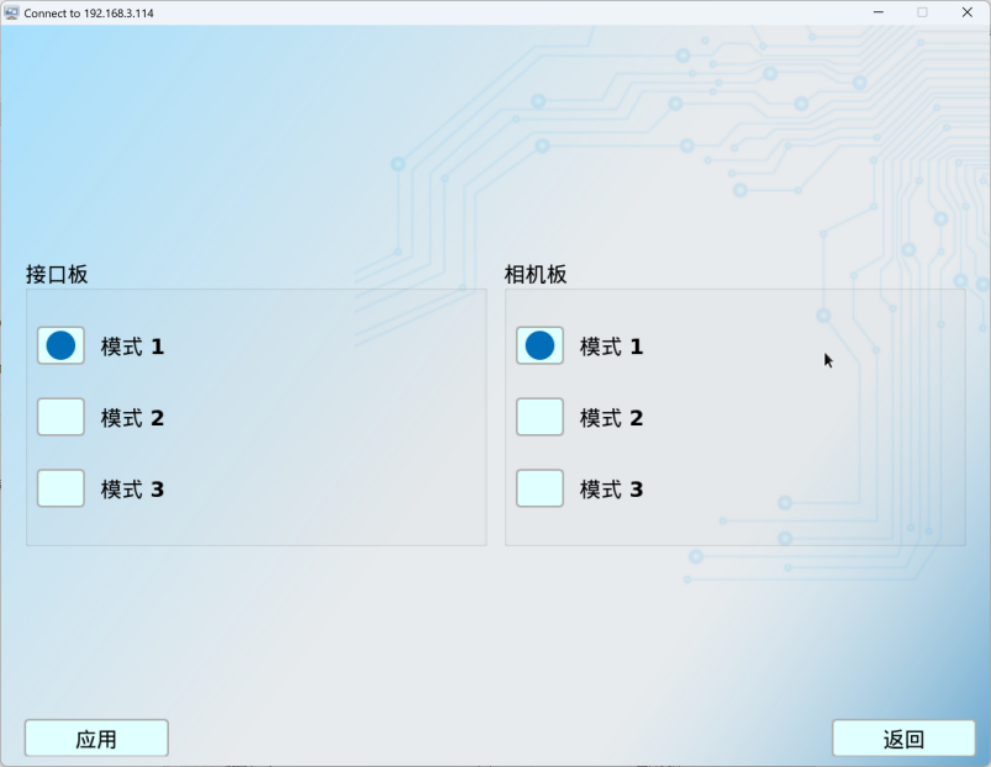 Connect to 192.168.3.114
接口板
模式 1
模式 2
模式 3
相机板
模式 1
模式 2
模式 3
应用
返回